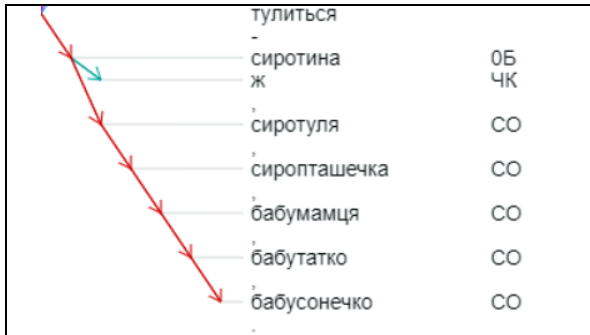 тулиться
-
сиротина 0Б
ж ЧК
,
сиротуля СО
,
сиропташечка СО
,
бабумамця СО
,
бабутатко СО
,
бабусонечко СО
.